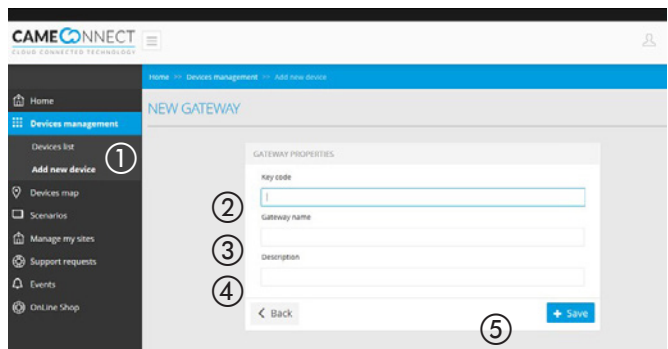 CAMECONNECT
CLOUD CONNECTED TECHNOLOGY
Home >> Devices management >> Add new device
Home
Devices management
Devices list
Add new device
Devices map
Scenarios
Manage my sites
Support requests
Events
OnLine Shop
①
NEW GATEWAY
GATEWAY PROPERTIES
Key code
②
Gateway name
③
Description
④
< Back
+ Save
⑤